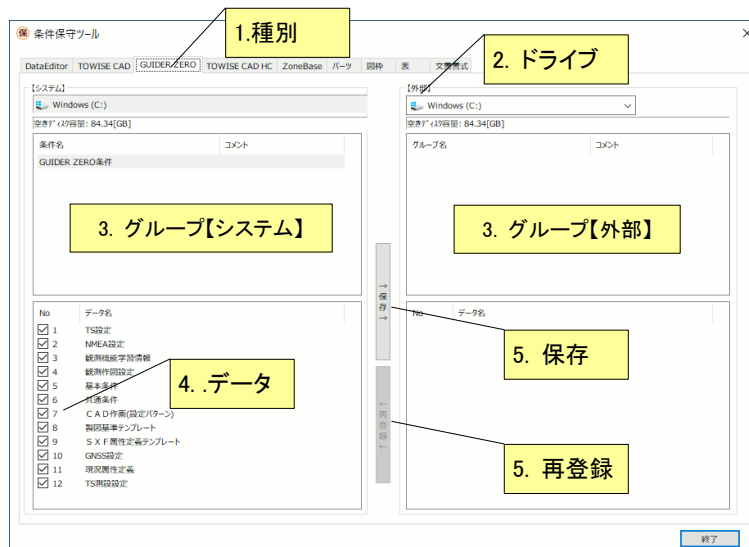 保 条件保守ツール
1.種別
DataEditor TOWISE CAD GUIDER ZERO TOWISE CAD HC ZoneBase パーツ 図枠 表 文書書式
2. ドライブ
【システム】
Windows (C:)
空きディスク容量: 84.34[GB]
条件名 コメント
GUIDER ZERO条件
3. グループ【システム】
No データ名
1 TS設定
2 NMEA設定
3 観測機能学習情報
4 観測作図設定
5 基本条件
6 共通条件
7 CAD作画(設定パターン)
8 製図基準テンプレート
9 SXF属性定義テンプレート
10 GNSS設定
11 現況属性定義
12 TS測設設定
4. .データ
→保存→
↑再登録↑
【外部】
Windows (C:)
空きディスク容量: 84.34[GB]
グループ名 コメント
3. グループ【外部】
No データ名
5. 保存
5. 再登録
終了